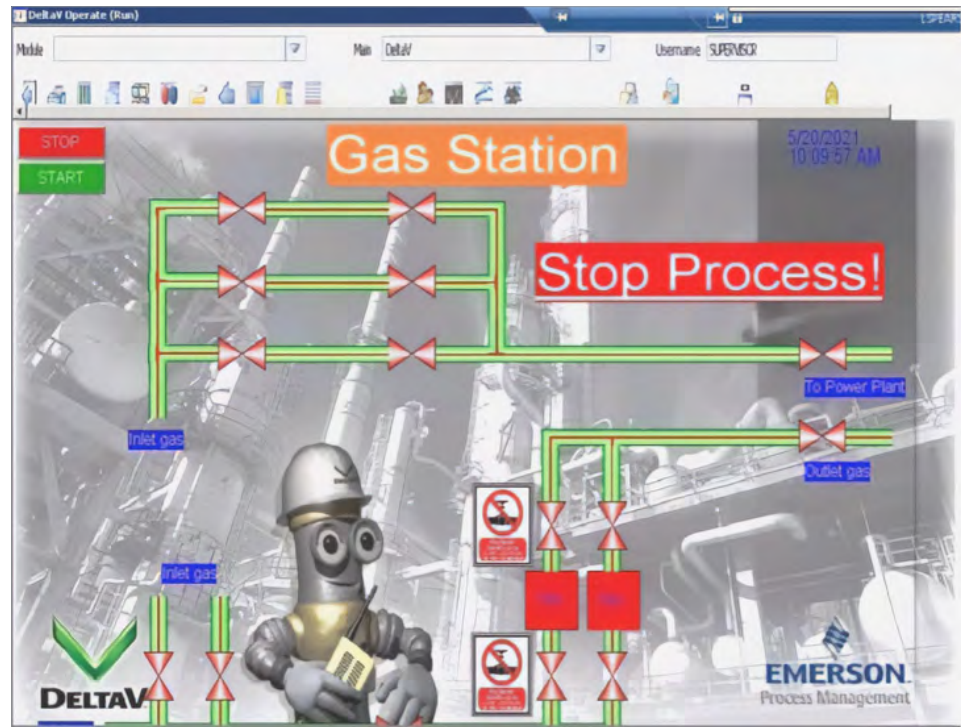 DeltaV Operate (Run)
LSPEARS
Module
Main DeltaV
Username SUPERVISOR
STOP
START
Gas Station
5/20/2021
10:09:57 AM
Stop Process!
To Power Plant
Inlet gas
Outlet gas
Inlet gas
DELTAV
EMERSON
Process Management